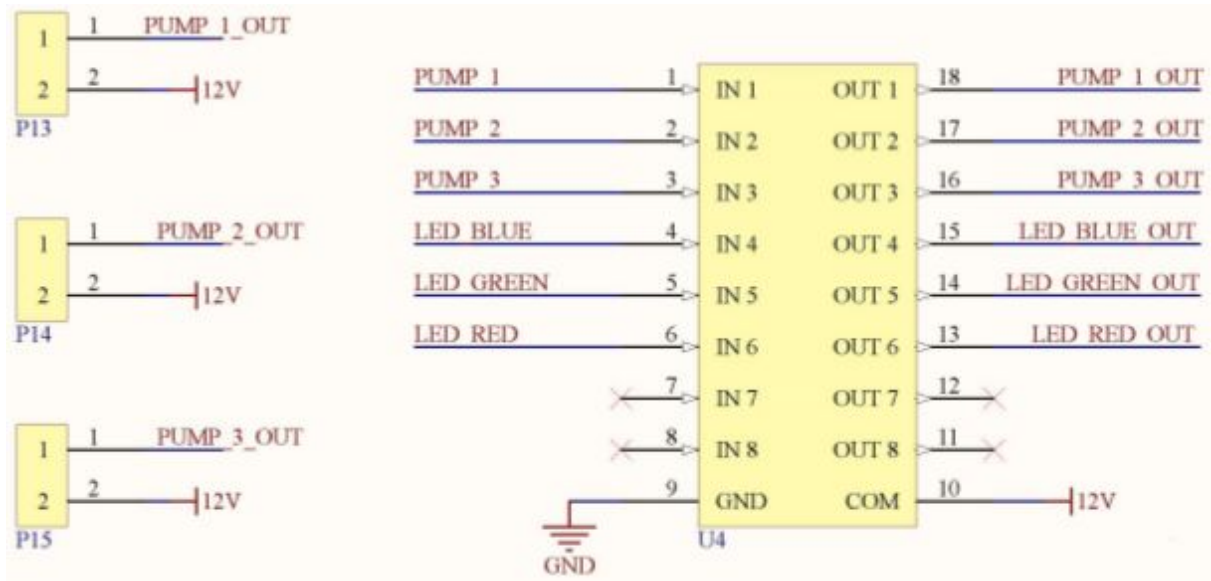 1 1 PUMP_1_OUT
2 2 12V
P13
1 1 PUMP_2_OUT
2 2 12V
P14
1 1 PUMP_3_OUT
2 2 12V
P15
PUMP_1 1 IN 1 OUT 1 18 PUMP_1_OUT
PUMP_2 2 IN 2 OUT 2 17 PUMP_2_OUT
PUMP_3 3 IN 3 OUT 3 16 PUMP_3_OUT
LED_BLUE 4 IN 4 OUT 4 15 LED_BLUE_OUT
LED_GREEN 5 IN 5 OUT 5 14 LED_GREEN_OUT
LED_RED 6 IN 6 OUT 6 13 LED_RED_OUT
7 IN 7 OUT 7 12
8 IN 8 OUT 8 11
9 GND COM 10 12V
GND
U4